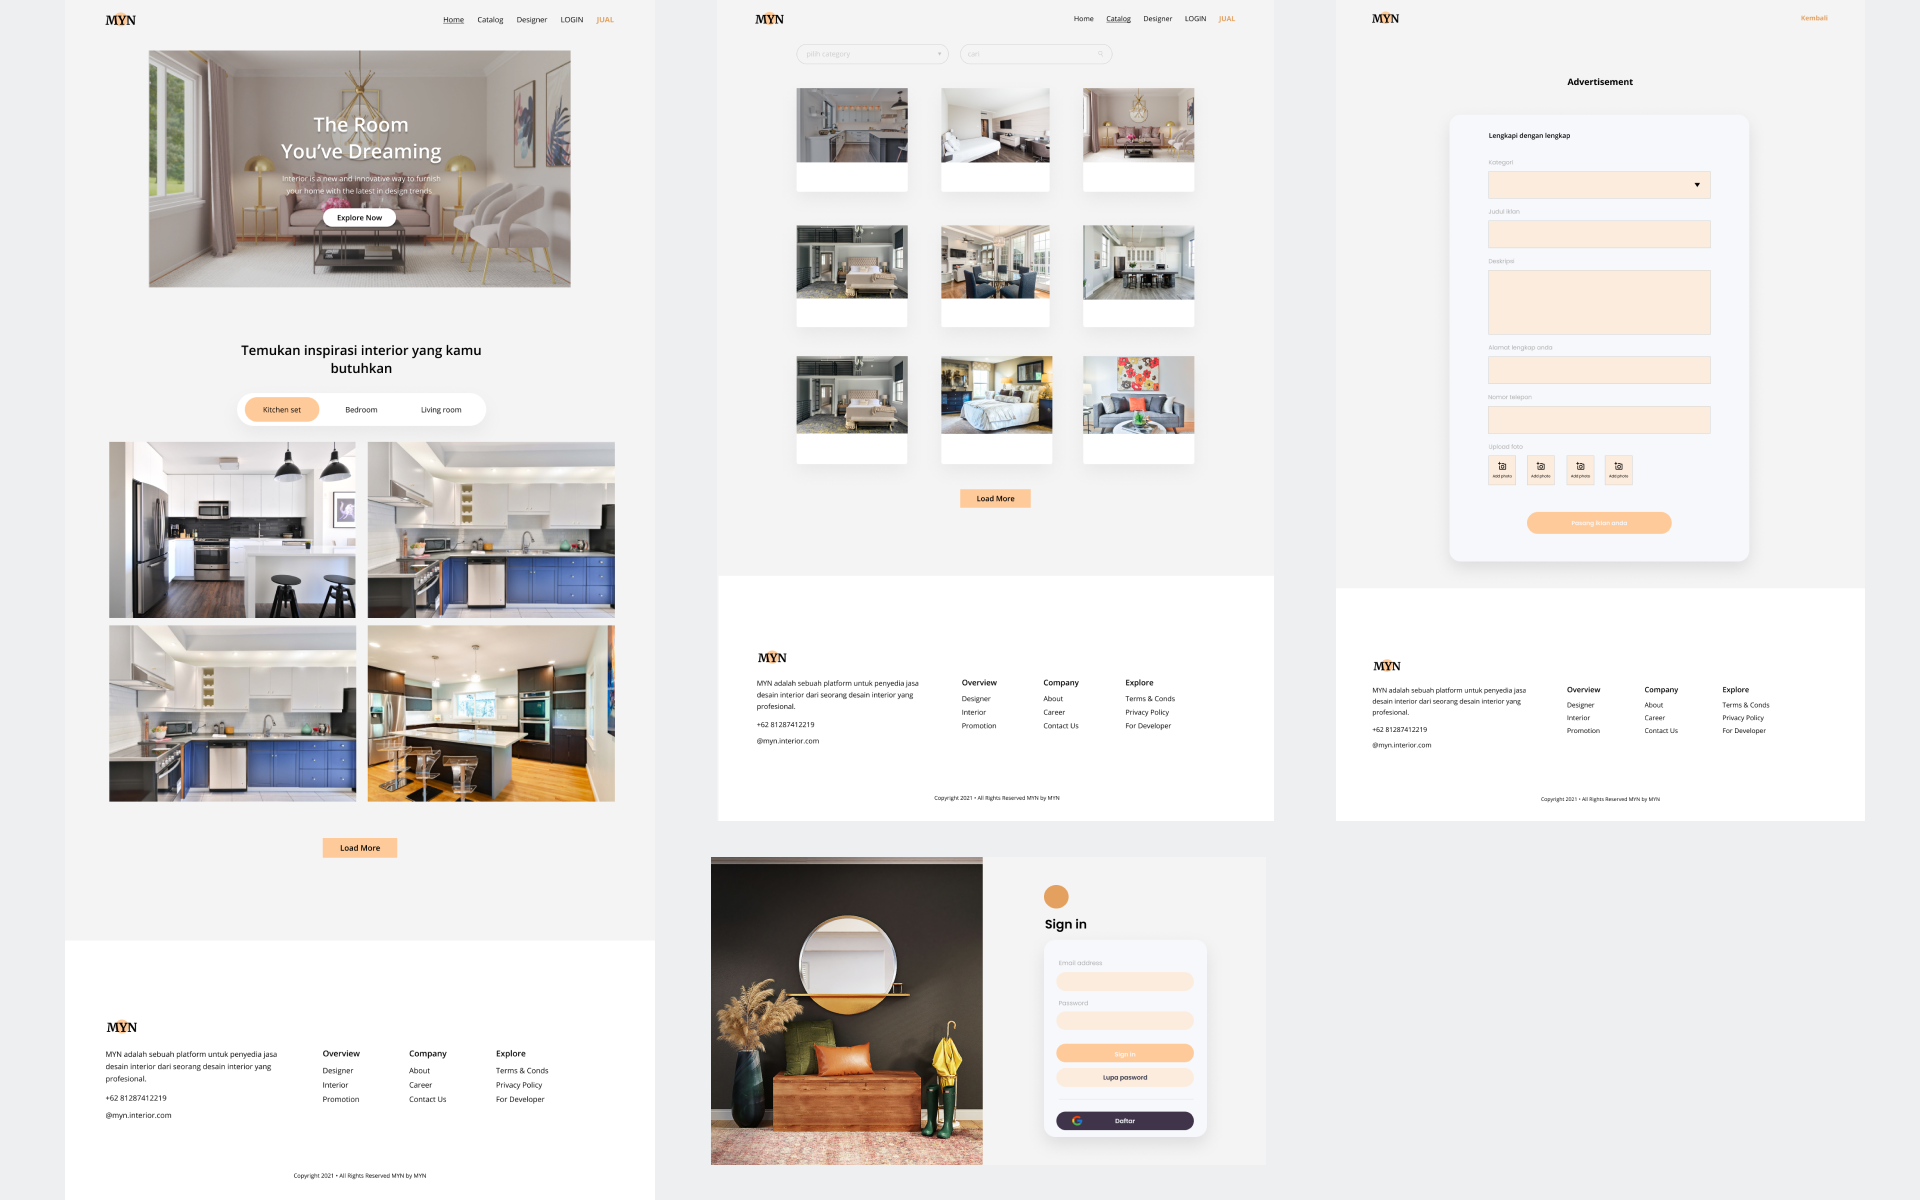 MYN
Home Catalog Designer LOGIN JUAL
The Room
You've Dreaming
Interior is a new and innovative way to furnish
your home with the latest in design trends.
Explore Now
Temukan inspirasi interior yang kamu
butuhkan
Kitchen set Bedroom Living room
Load More
MYN
MYN adalah sebuah platform untuk penyedia jasa
desain interior dari seorang desain interior yang
profesional.
+62 81287412219
@myn.interior.com
Overview
Designer
Interior
Promotion
Company
About
Career
Contact Us
Explore
Terms & Conds
Privacy Policy
For Developer
Copyright 2021 • All Rights Reserved MYN by MYN
MYN
Home Catalog Designer LOGIN JUAL
pilih category
cari
Load More
MYN
MYN adalah sebuah platform untuk penyedia jasa
desain interior dari seorang desain interior yang
profesional.
+62 81287412219
@myn.interior.com
Overview
Designer
Interior
Promotion
Company
About
Career
Contact Us
Explore
Terms & Conds
Privacy Policy
For Developer
Copyright 2021 • All Rights Reserved MYN by MYN
Sign in
Email address
Password
Sign in
Lupa pasword
Daftar
MYN
Kembali
Advertisement
Lengkapi dengan lengkap
Kategori
Judul iklan
Deskripsi
Alamat lengkap anda
Nomor telepon
Upload foto
Add photo Add photo Add photo Add photo
Pasang iklan anda
MYN
MYN adalah sebuah platform untuk penyedia jasa
desain interior dari seorang desain interior yang
profesional.
+62 81287412219
@myn.interior.com
Overview
Designer
Interior
Promotion
Company
About
Career
Contact Us
Explore
Terms & Conds
Privacy Policy
For Developer
Copyright 2021 • All Rights Reserved MYN by MYN